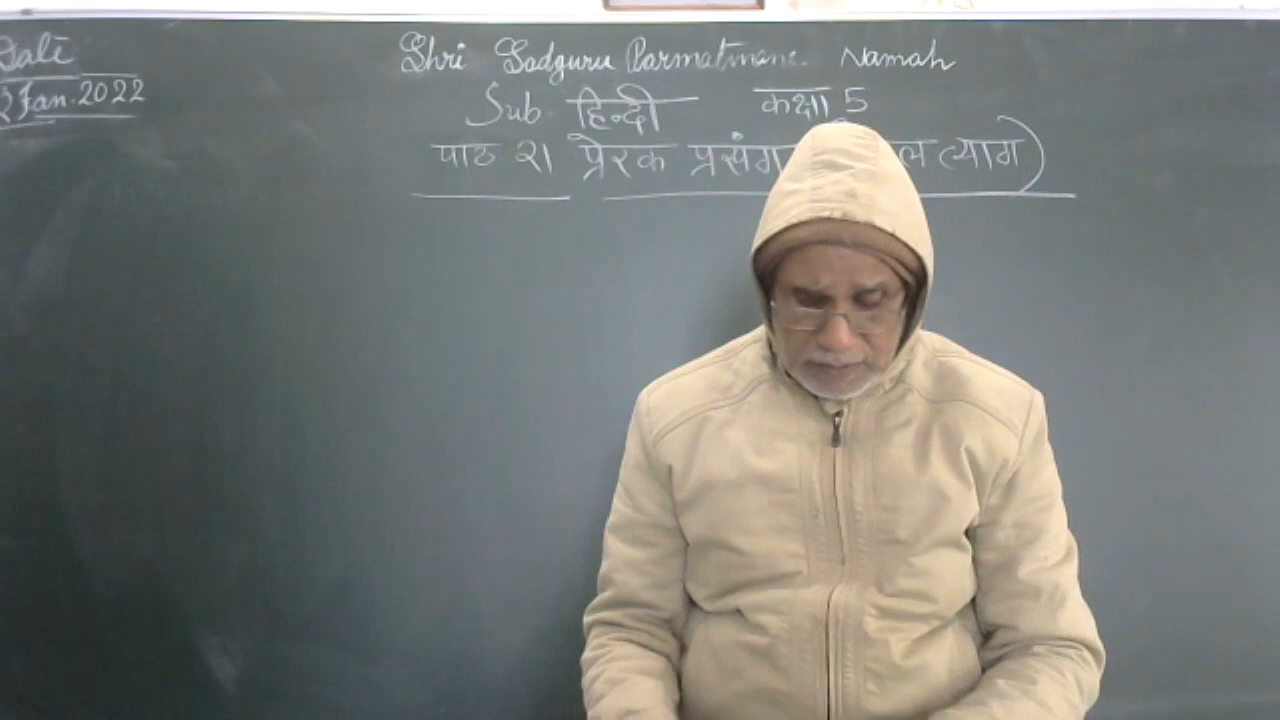 Date
2 Jan. 2022
Shri Sadguru Parmatmane Namah
Sub. हिन्दी कक्षा 5
पाठ २१ प्रेरक प्रसंग त्याग)